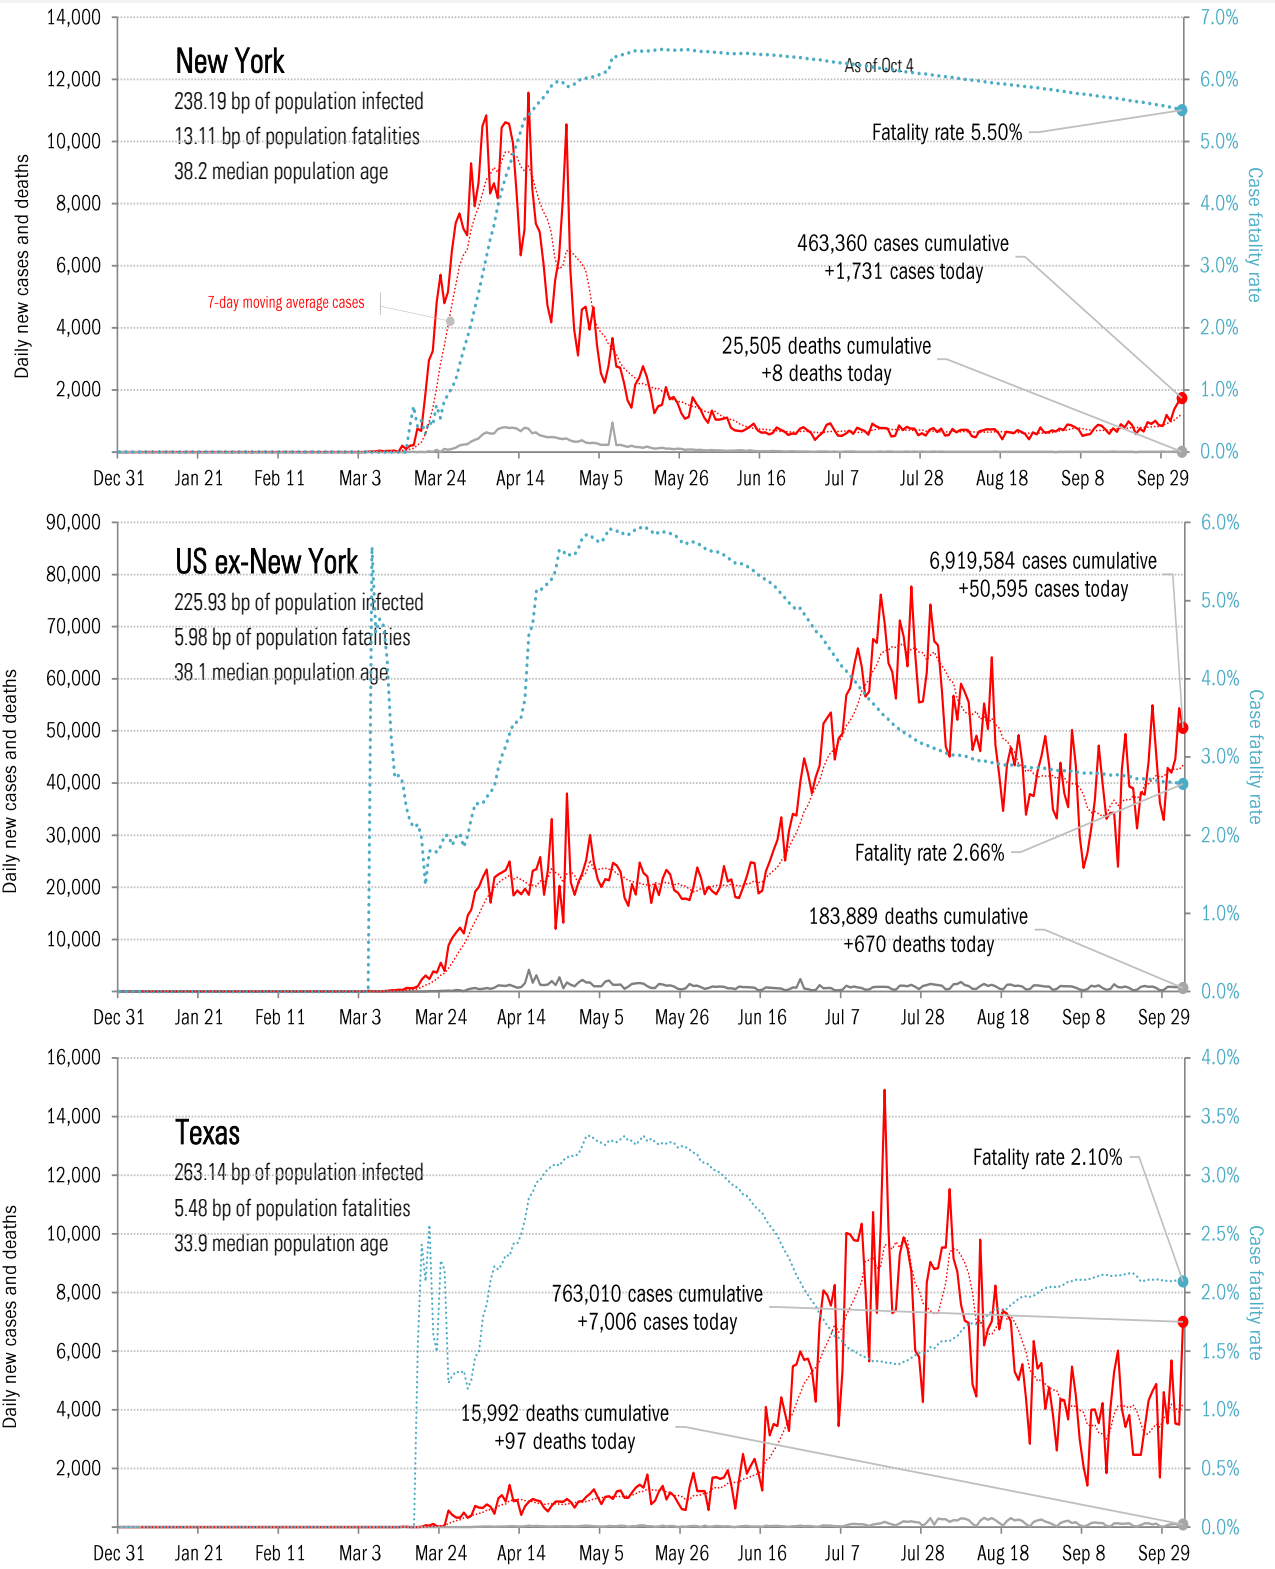 14,000
12,000
10,000
8,000
6,000
4,000
2,000
7.0%
6.0%
5.0%
4.0%
3.0%
2.0%
1.0%
0.0%
Daily new cases and deaths
Case fatality rate
New York
238.19 bp of population infected
13.11 bp of population fatalities
38.2 median population age
As of Oct 4
Fatality rate 5.50%
463,360 cases cumulative
+1,731 cases today
7-day moving average cases
25,505 deaths cumulative
+8 deaths today
Dec 31 Jan 21 Feb 11 Mar 3 Mar 24 Apr 14 May 5 May 26 Jun 16 Jul 7 Jul 28 Aug 18 Sep 8 Sep 29
90,000
80,000
70,000
60,000
50,000
40,000
30,000
20,000
10,000
6.0%
5.0%
4.0%
3.0%
2.0%
1.0%
0.0%
Daily new cases and deaths
Case fatality rate
US ex-New York
225.93 bp of population infected
5.98 bp of population fatalities
38.1 median population age
6,919,584 cases cumulative
+50,595 cases today
Fatality rate 2.66%
183,889 deaths cumulative
+670 deaths today
Dec 31 Jan 21 Feb 11 Mar 3 Mar 24 Apr 14 May 5 May 26 Jun 16 Jul 7 Jul 28 Aug 18 Sep 8 Sep 29
16,000
14,000
12,000
10,000
8,000
6,000
4,000
2,000
4.0%
3.5%
3.0%
2.5%
2.0%
1.5%
1.0%
0.5%
0.0%
Daily new cases and deaths
Case fatality rate
Texas
263.14 bp of population infected
5.48 bp of population fatalities
33.9 median population age
Fatality rate 2.10%
763,010 cases cumulative
+7,006 cases today
15,992 deaths cumulative
+97 deaths today
Dec 31 Jan 21 Feb 11 Mar 3 Mar 24 Apr 14 May 5 May 26 Jun 16 Jul 7 Jul 28 Aug 18 Sep 8 Sep 29